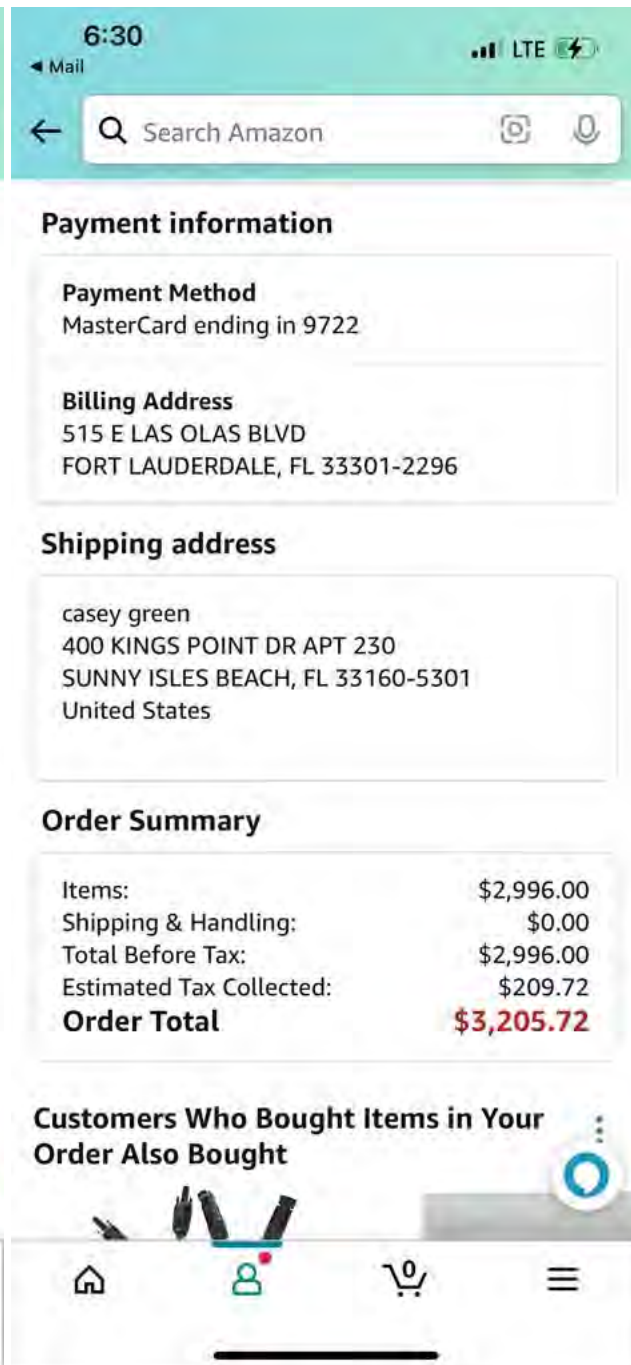 6:30
LTE
Mail
Search Amazon
Payment information
Payment Method
MasterCard ending in 9722
Billing Address
515 E LAS OLAS BLVD
FORT LAUDERDALE, FL 33301-2296
Shipping address
casey green
400 KINGS POINT DR APT 230
SUNNY ISLES BEACH, FL 33160-5301
United States
Order Summary
Items: $2,996.00
Shipping & Handling: $0.00
Total Before Tax: $2,996.00
Estimated Tax Collected: $209.72
Order Total $3,205.72
Customers Who Bought Items in Your
Order Also Bought
0